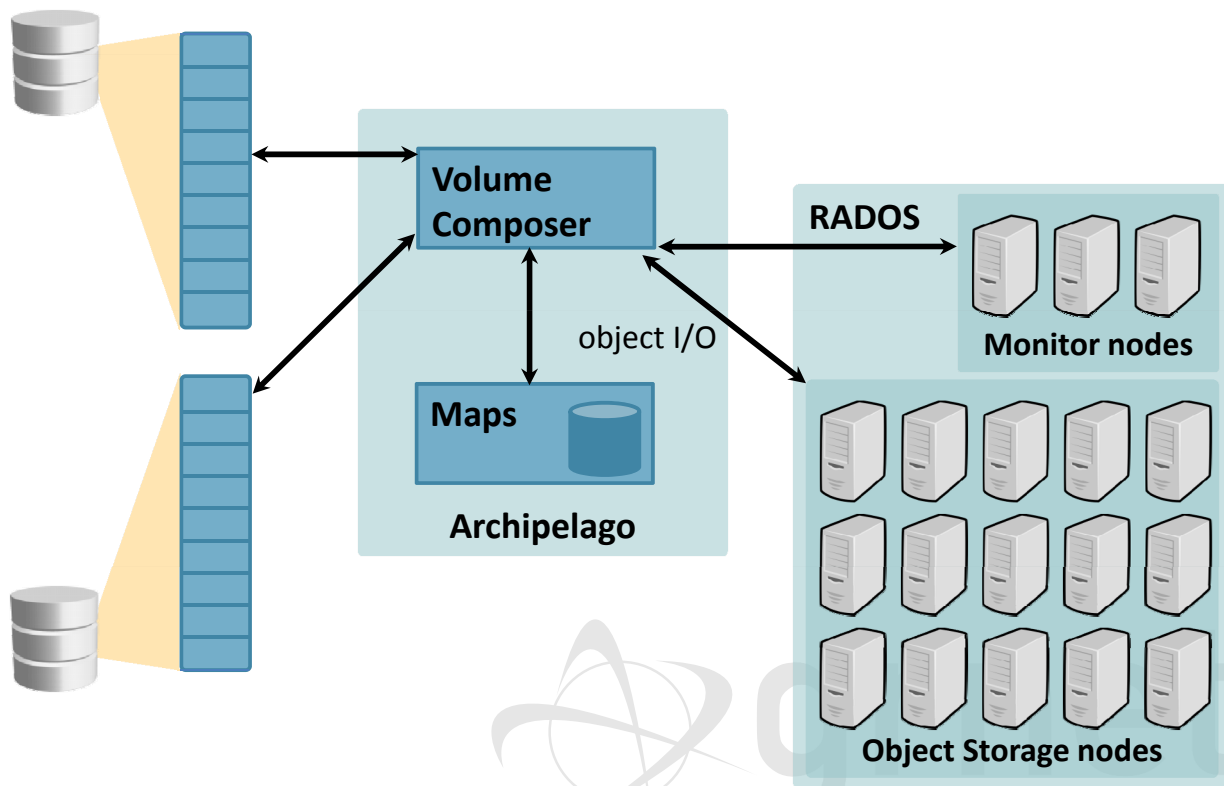 Volume
Composer
RADOS
object I/O
Monitor nodes
Maps
Archipelago
Object Storage nodes